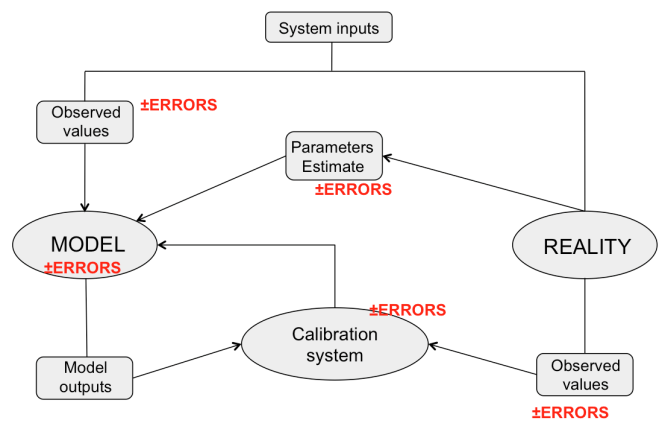 System inputs
±ERRORS
Observed
values
Parameters
Estimate
±ERRORS
MODEL
±ERRORS
REALITY
±ERRORS
Calibration
system
Model
outputs
Observed
values
±ERRORS